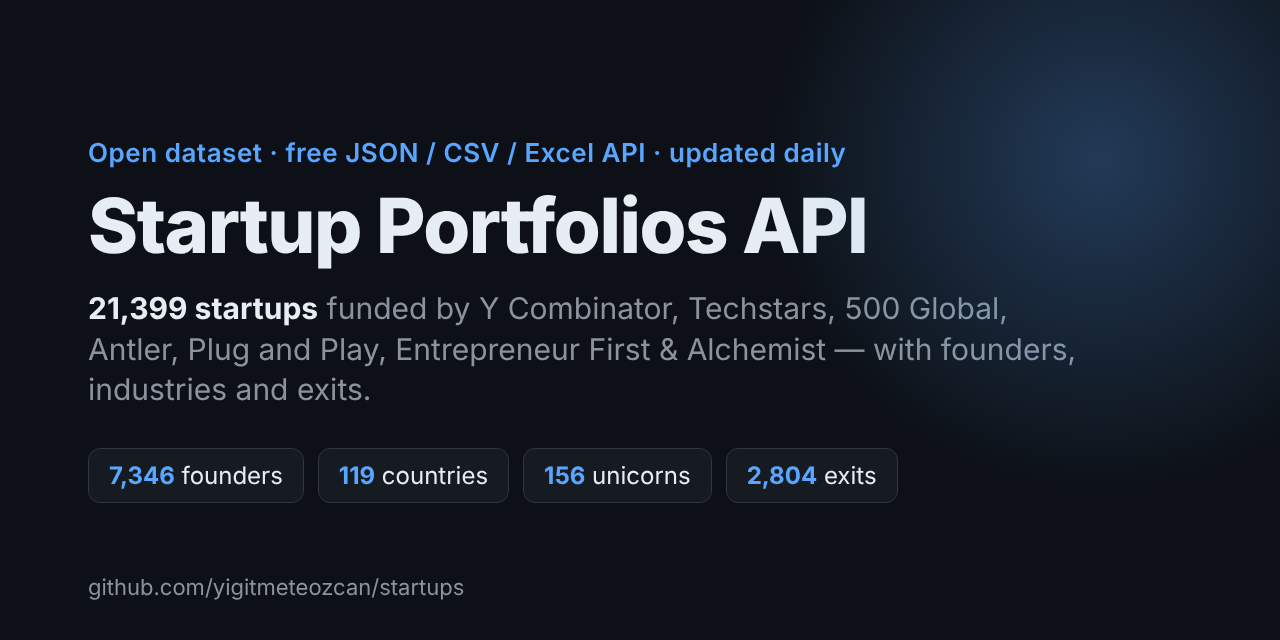 Open dataset · free JSON / CSV / Excel API · updated daily
Startup Portfolios API
21,399 startups funded by Y Combinator, Techstars, 500 Global,
Antler, Plug and Play, Entrepreneur First & Alchemist — with founders,
industries and exits.
7,346 founders
119 countries
156 unicorns
2,804 exits
github.com/yigitmeteozcan/startups